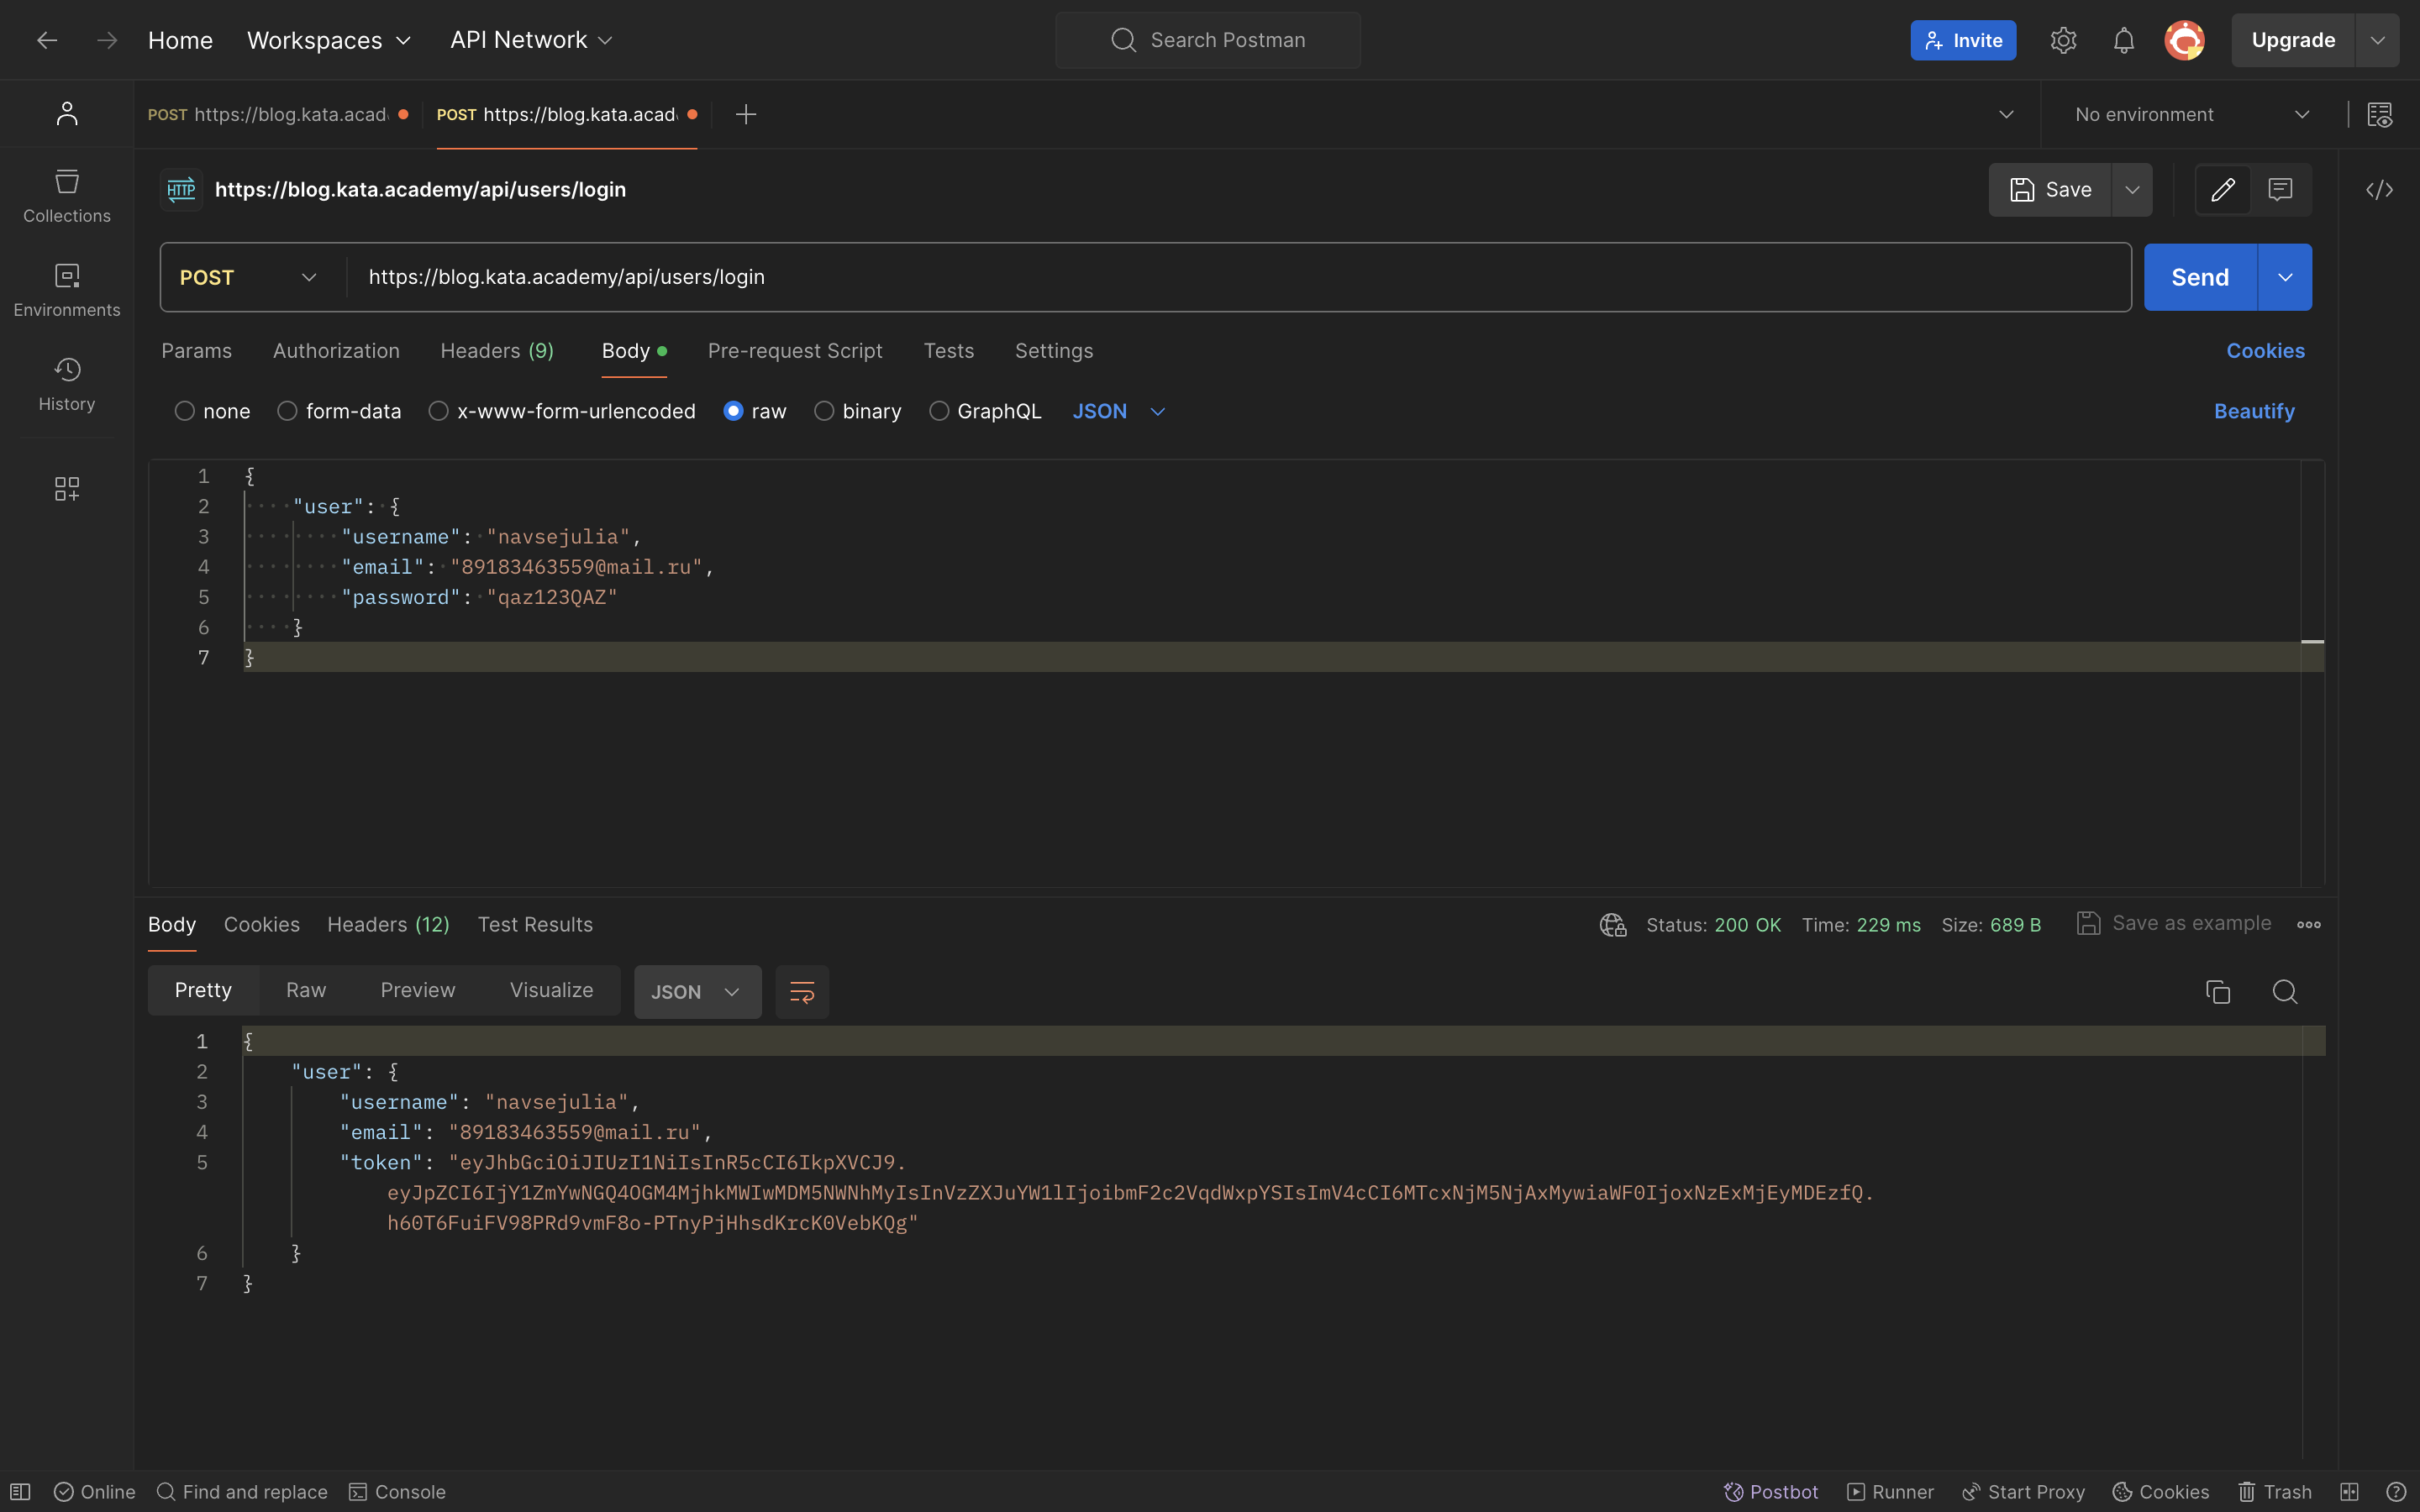 Home Workspaces API Network Search Postman Invite Upgrade
POST https://blog.kata.acad POST https://blog.kata.acad No environment
HTTP https://blog.kata.academy/api/users/login Save
Collections
Environments
History
POST https://blog.kata.academy/api/users/login Send
Params Authorization Headers (9) Body Pre-request Script Tests Settings Cookies
none form-data x-www-form-urlencoded raw binary GraphQL JSON Beautify
1 {
2 "user": {
3 "username": "navsejulia",
4 "email": "89183463559@mail.ru",
5 "password": "qaz123QAZ"
6 }
7 }
Body Cookies Headers (12) Test Results Status: 200 OK Time: 229 ms Size: 689 B Save as example
Pretty Raw Preview Visualize JSON
1 {
2 "user": {
3 "username": "navsejulia",
4 "email": "89183463559@mail.ru",
5 "token": "eyJhbGciOiJIUzI1NiIsInR5cCI6IkpXVCJ9.
eyJpZCI6IjY1ZmYwNGQ4OGM4MjhkMWIwMDM5NWNhMyIsInVzZXJuYW1lIjoibmF2c2VqdWxpYSIsImV4cCI6MTcxNjM5NjAxMywiaWF0IjoxNzExMjEyMDEzfQ.
h60T6FuiFV98PRd9vmF8o-PTnyPjHhsdKrcK0VebKQg"
6 }
7 }
Online Find and replace Console Postbot Runner Start Proxy Cookies Trash